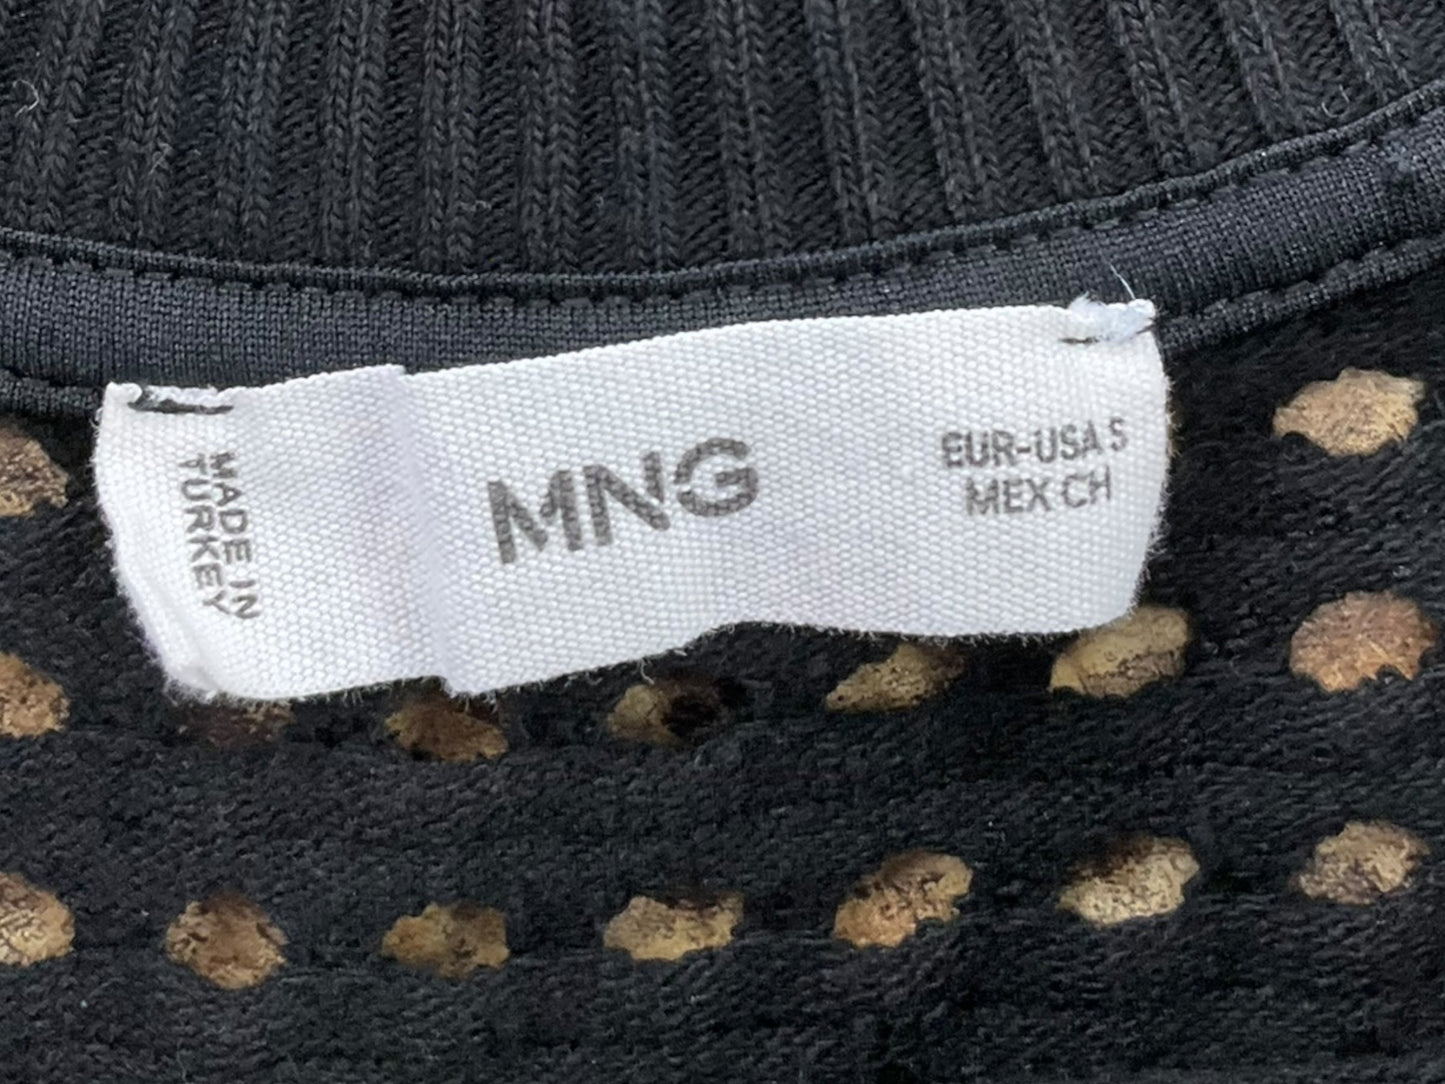 MADE IN
TURKEY
MNG
EUR-USA S
MEX CH